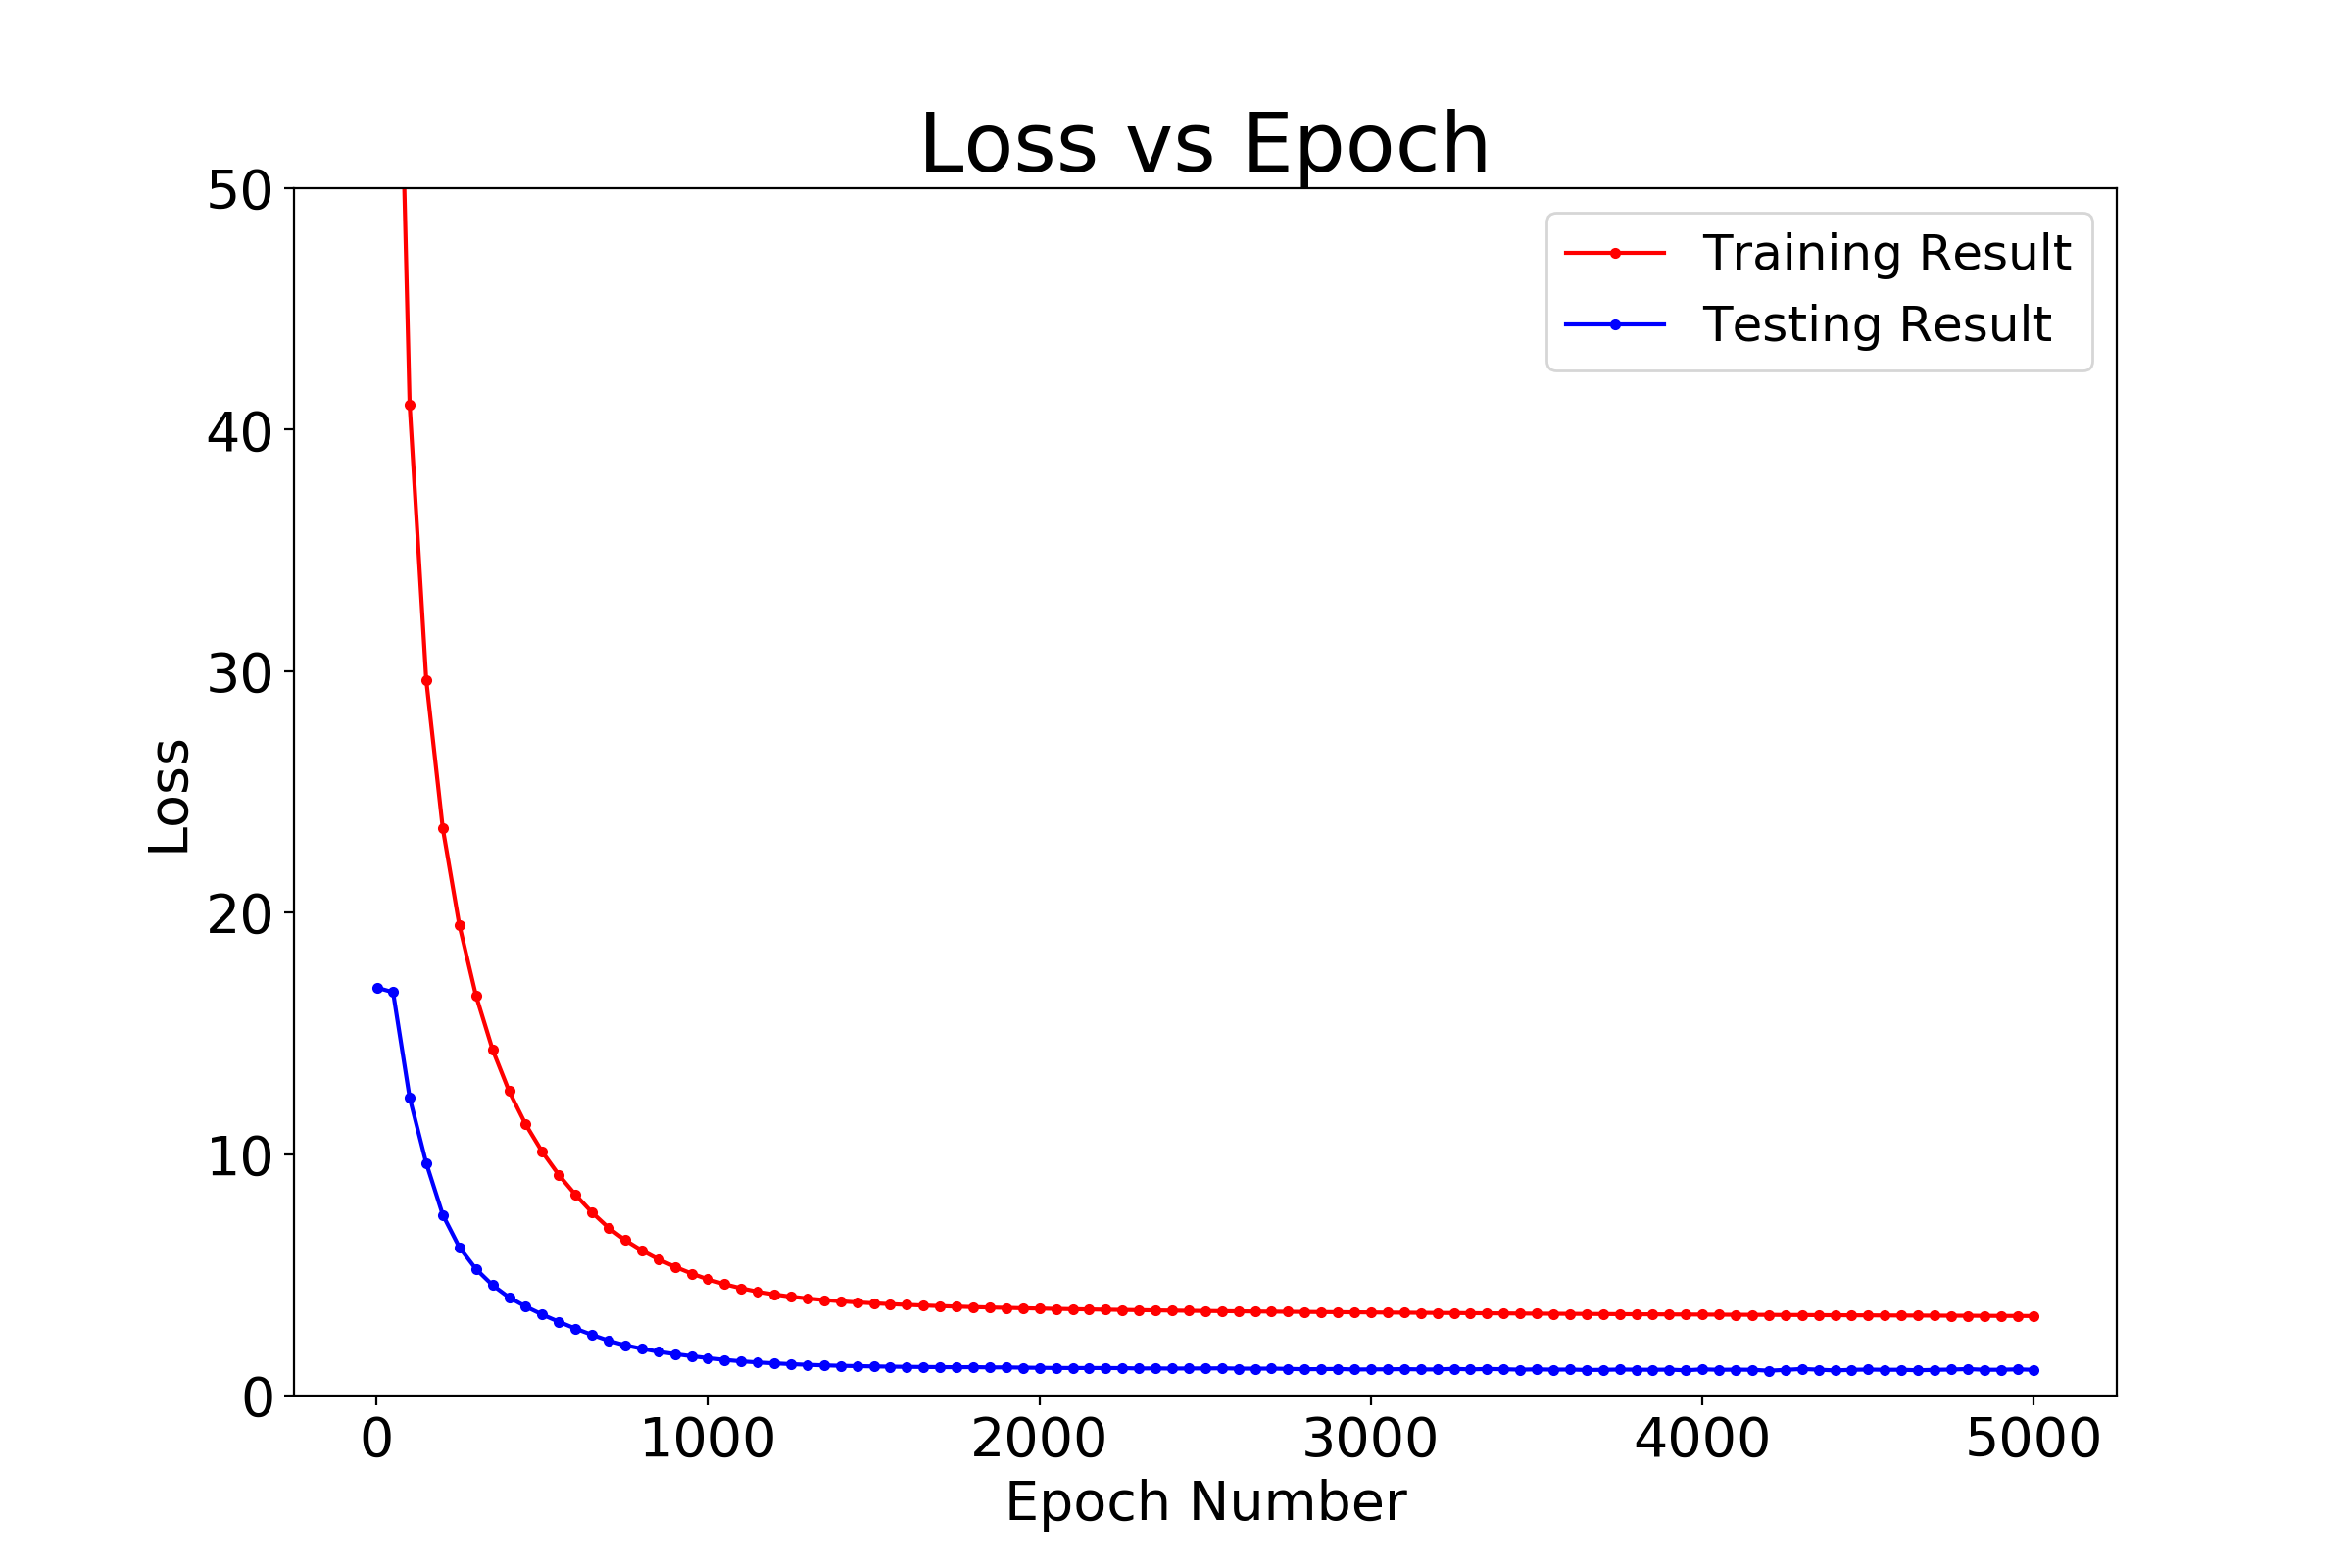 Loss vs Epoch
50
40
30
20
10
0
Loss
Training Result
Testing Result
0 1000 2000 3000 4000 5000
Epoch Number